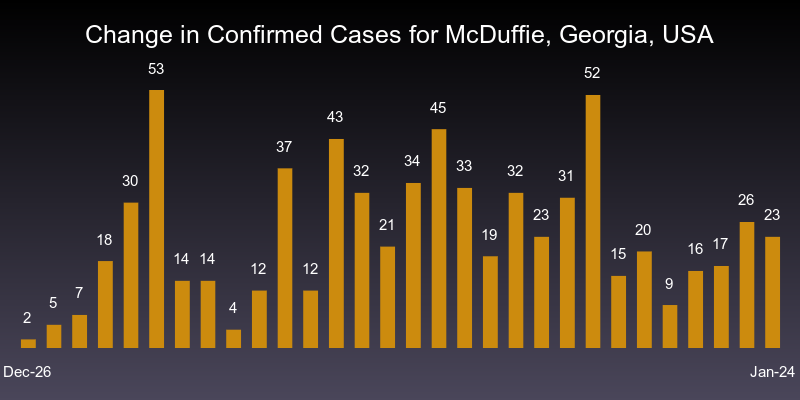 Change in Confirmed Cases for McDuffie, Georgia, USA
2 5 7 18 30 53 14 14 4 12 37 12 43 32 21 34 45 33 19 32 23 31 52 15 20 9 16 17 26 23
Dec-26 Jan-24